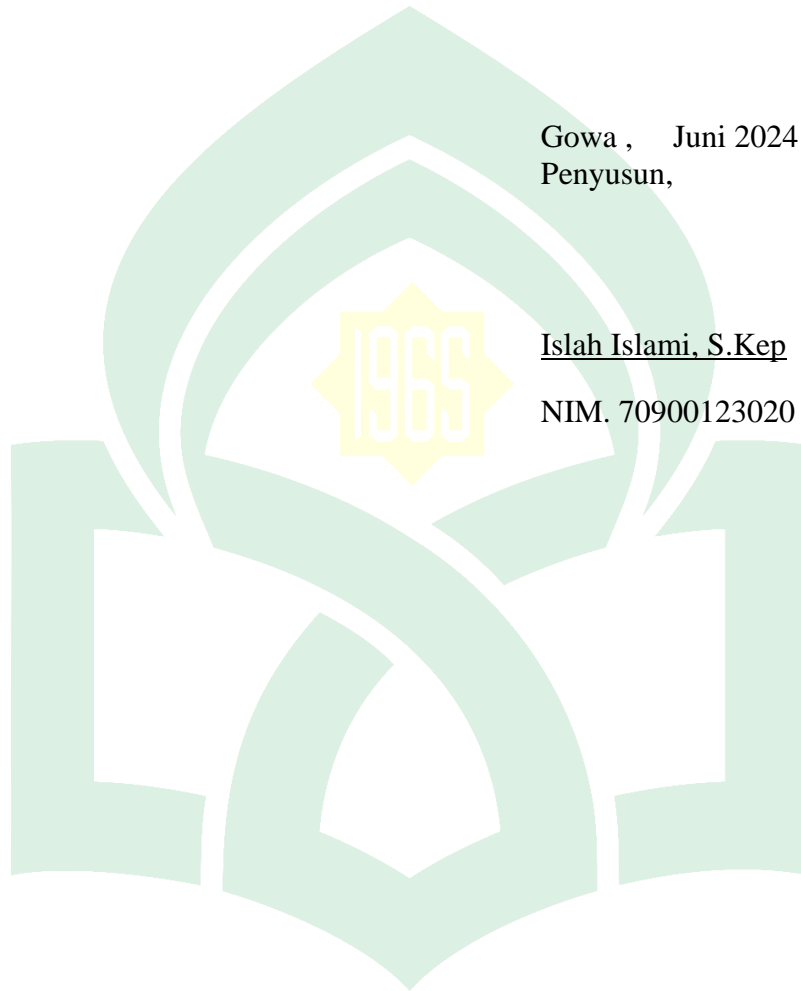 Gowa , Juni 2024
Penyusun,
Islah Islami, S.Kep
1965
NIM. 70900123020